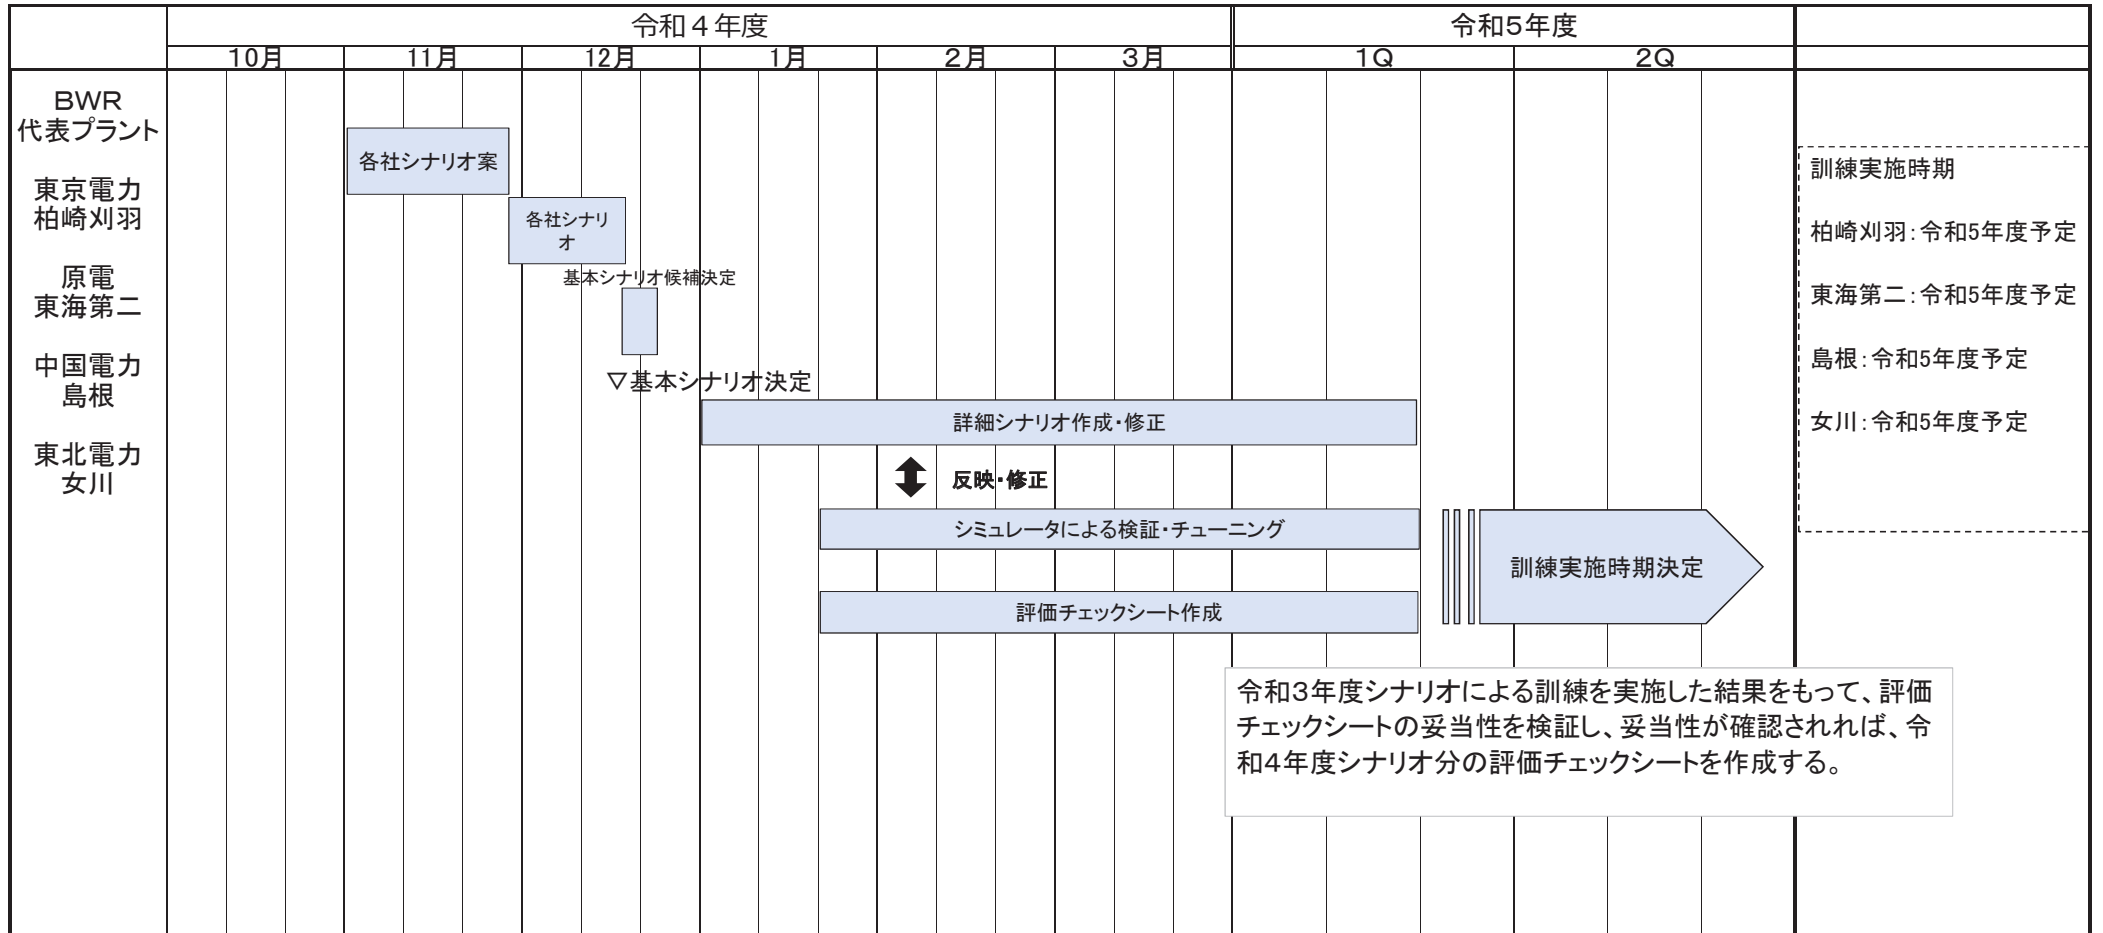 令和４年度
令和5年度
10月
11月
12月
1月
2月
3月
1Q
2Q
BWR
代表プラント
東京電力
柏崎刈羽
原電
東海第二
中国電力
島根
東北電力
女川
各社シナリオ案
各社シナリ
オ
基本シナリオ候補決定
▽基本シナリオ決定
詳細シナリオ作成・修正
反映・修正
シミュレータによる検証・チューニング
評価チェックシート作成
訓練実施時期決定
訓練実施時期
柏崎刈羽：令和5年度予定
東海第二：令和5年度予定
島根：令和5年度予定
女川：令和5年度予定
令和3年度シナリオによる訓練を実施した結果をもって、評価
チェックシートの妥当性を検証し、妥当性が確認されれば、令
和4年度シナリオ分の評価チェックシートを作成する。